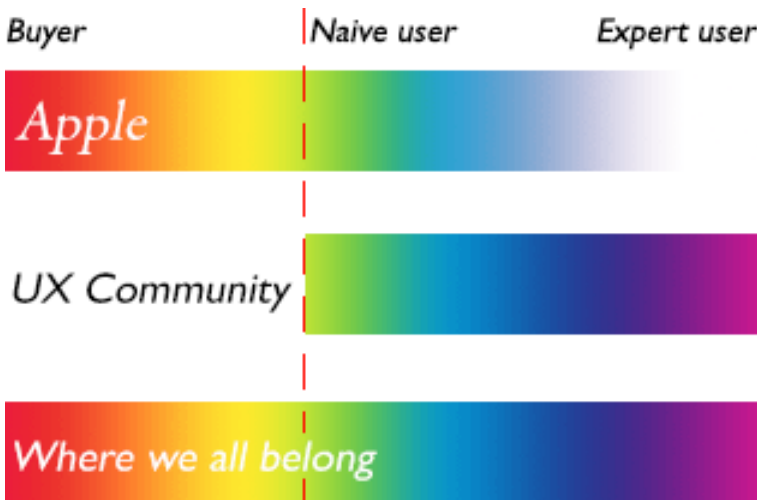 Buyer Naive user Expert user
Apple
UX Community
Where we all belong